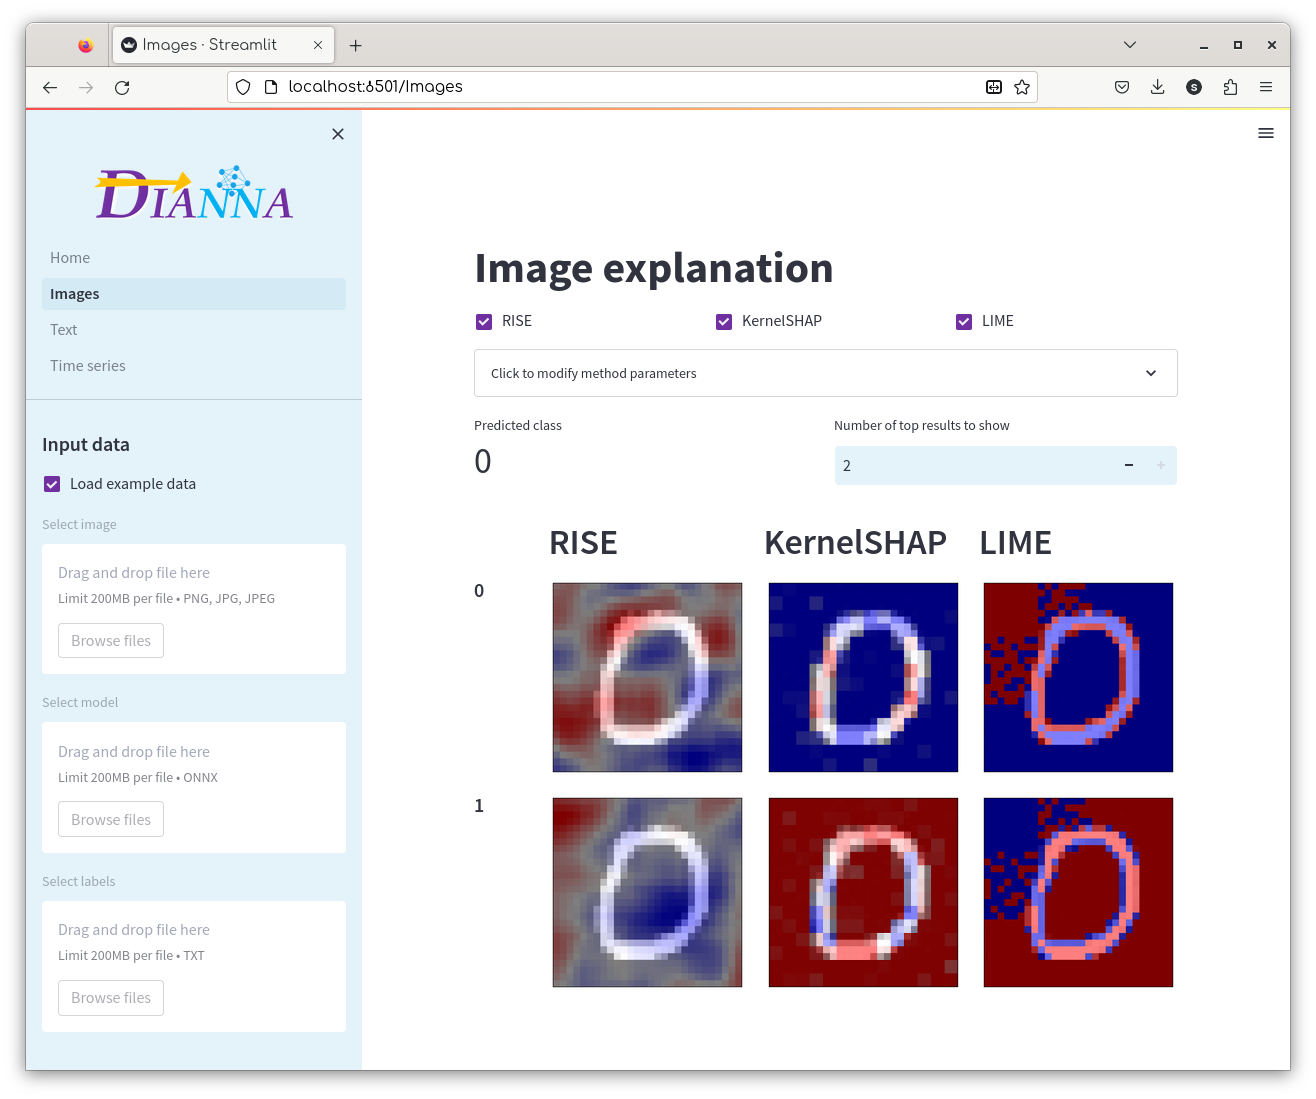 Images · Streamlit
localhost:8501/Images
S
DIANNA
Home
Images
Text
Time series
Input data
Load example data
Select image
Drag and drop file here
Limit 200MB per file • PNG, JPG, JPEG
Browse files
Select model
Drag and drop file here
Limit 200MB per file • ONNX
Browse files
Select labels
Drag and drop file here
Limit 200MB per file • TXT
Browse files
Image explanation
RISE KernelSHAP LIME
Click to modify method parameters
Predicted class
0
Number of top results to show
2
RISE KernelSHAP LIME
0
1